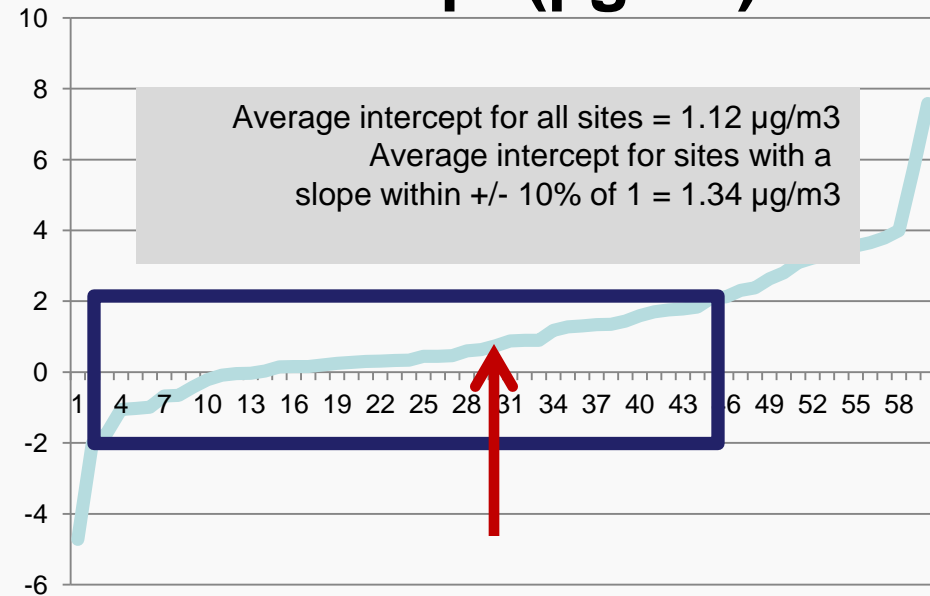 10
8
Average intercept for all sites = 1.12 µg/m3
Average intercept for sites with a
slope within +/- 10% of 1 = 1.34 µg/m3
6
4
2
0
1 4 7 10 13 16 19 22 25 28 31 34 37 40 43 46 49 52 55 58
-2
-4
-6